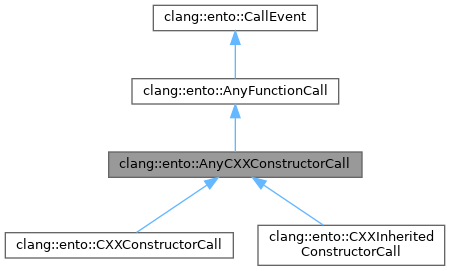 clang::ento::CallEvent
clang::ento::AnyFunctionCall
clang::ento::AnyCXXConstructorCall
clang::ento::CXXConstructorCall
clang::ento::CXXInherited
ConstructorCall